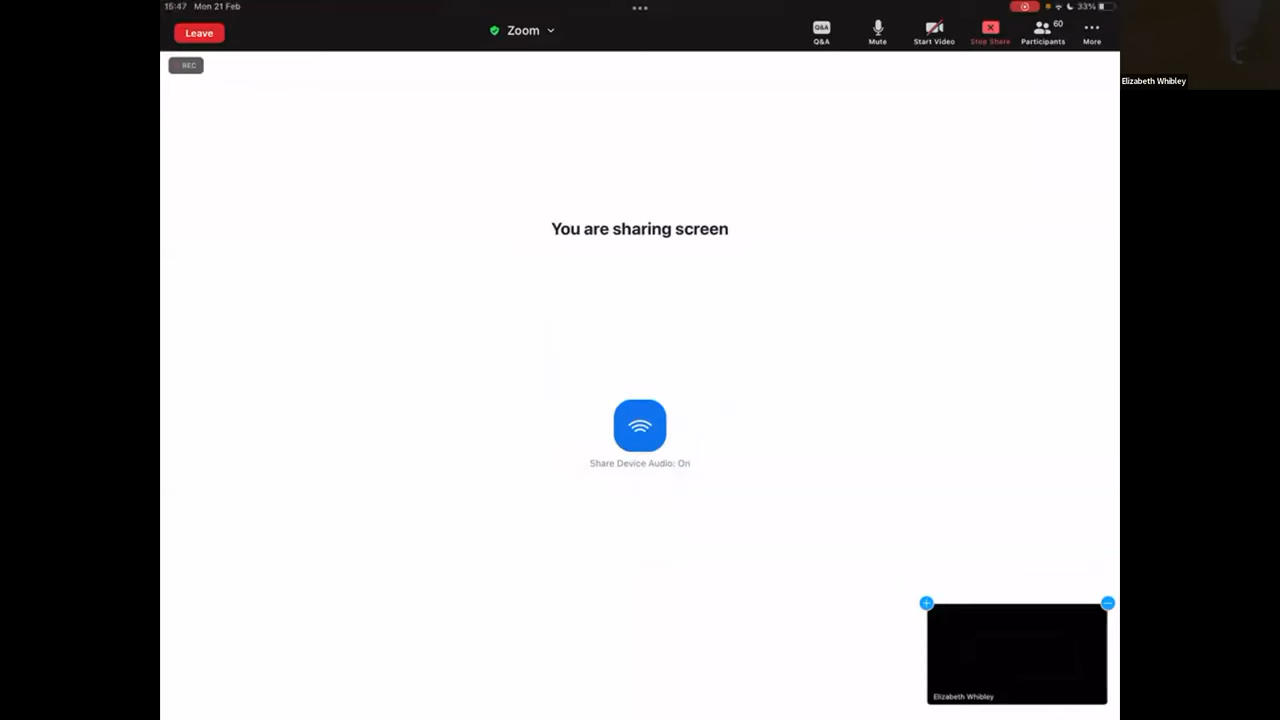 15:47 Mon 21 Feb
33%
Leave
Zoom
Q&A
Q&A
Mute
Start Video
Stop Share
60
Participants
More
REC
Elizabeth Whibley
You are sharing screen
Share Device Audio: On
Elizabeth Whibley